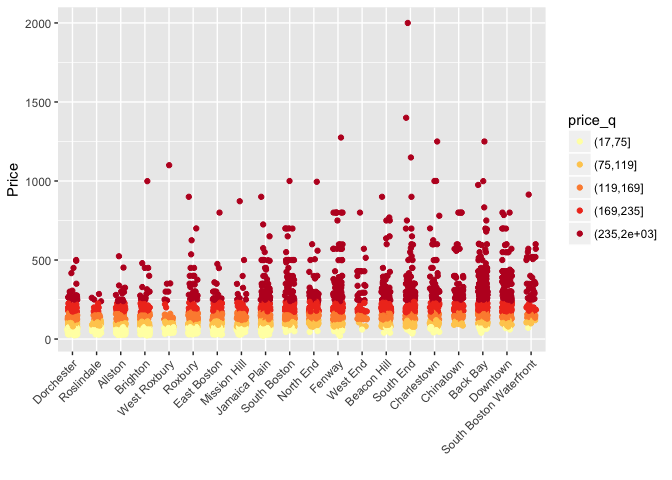 2000
1500
1000
500
0
Price
Dorchester
Roslindale
Allston
Brighton
West Roxbury
Roxbury
East Boston
Mission Hill
Jamaica Plain
South Boston
North End
Fenway
West End
Beacon Hill
South End
Charlestown
Chinatown
Back Bay
Downtown
South Boston Waterfront
price_q
(17,75]
(75,119]
(119,169]
(169,235]
(235,2e+03]